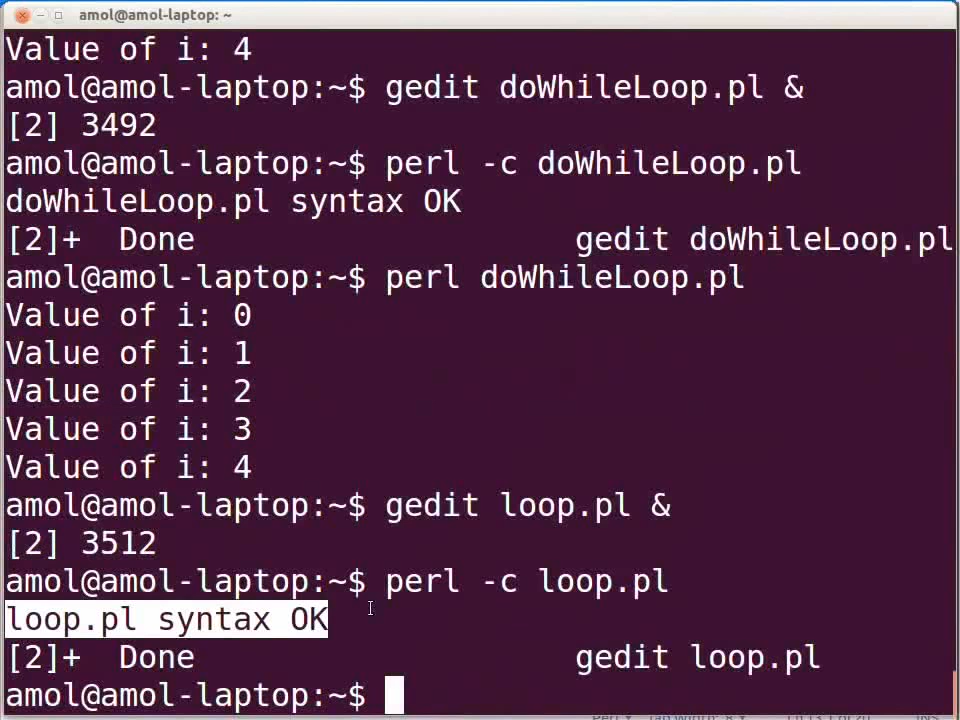 amol@amol-laptop: ~
Value of i: 4
amol@amol-laptop:~$ gedit doWhileLoop.pl &
[2] 3492
amol@amol-laptop:~$ perl -c doWhileLoop.pl
doWhileLoop.pl syntax OK
[2]+  Done                    gedit doWhileLoop.pl
amol@amol-laptop:~$ perl doWhileLoop.pl
Value of i: 0
Value of i: 1
Value of i: 2
Value of i: 3
Value of i: 4
amol@amol-laptop:~$ gedit loop.pl &
[2] 3512
amol@amol-laptop:~$ perl -c loop.pl
loop.pl syntax OK
[2]+  Done                    gedit loop.pl
amol@amol-laptop:~$